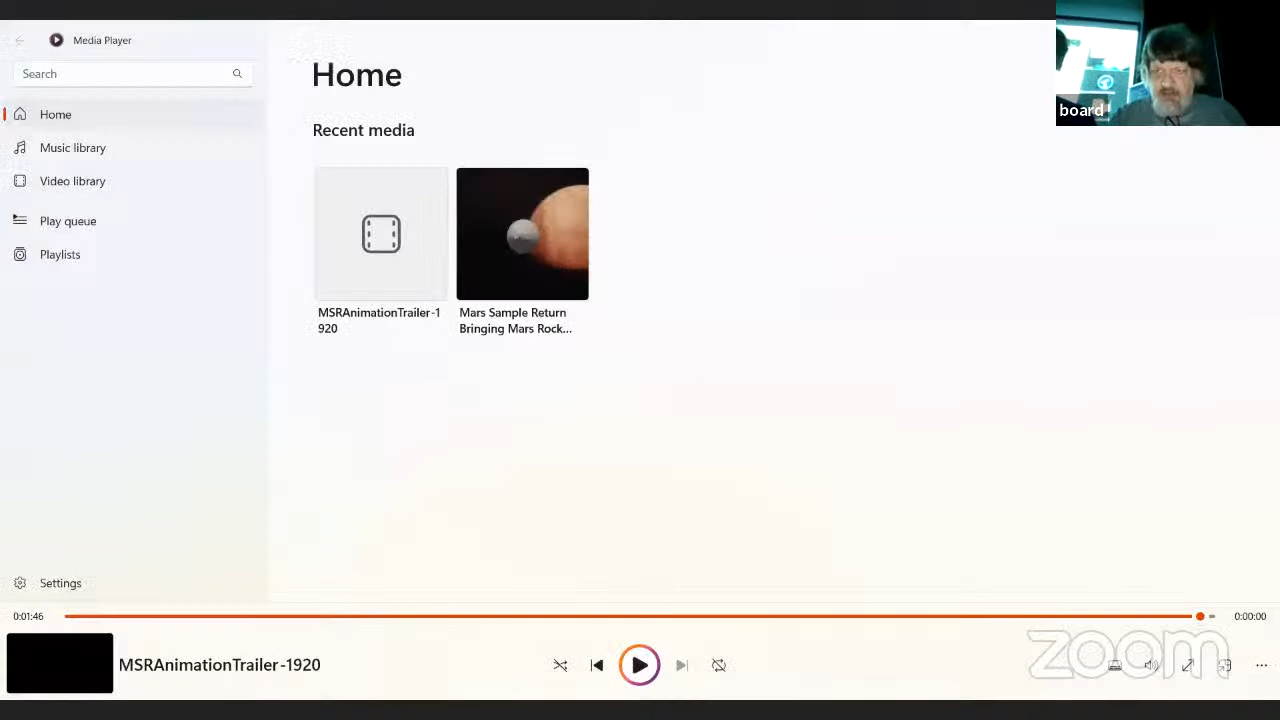 Media Player
Search
Home
Music library
Video library
Play queue
Playlists
Settings
Home
Recent media
MSRAnimationTrailer-1
920
Mars Sample Return
Bringing Mars Rock...
board
0:01:46
0:00:00
MSRAnimationTrailer-1920
zoom